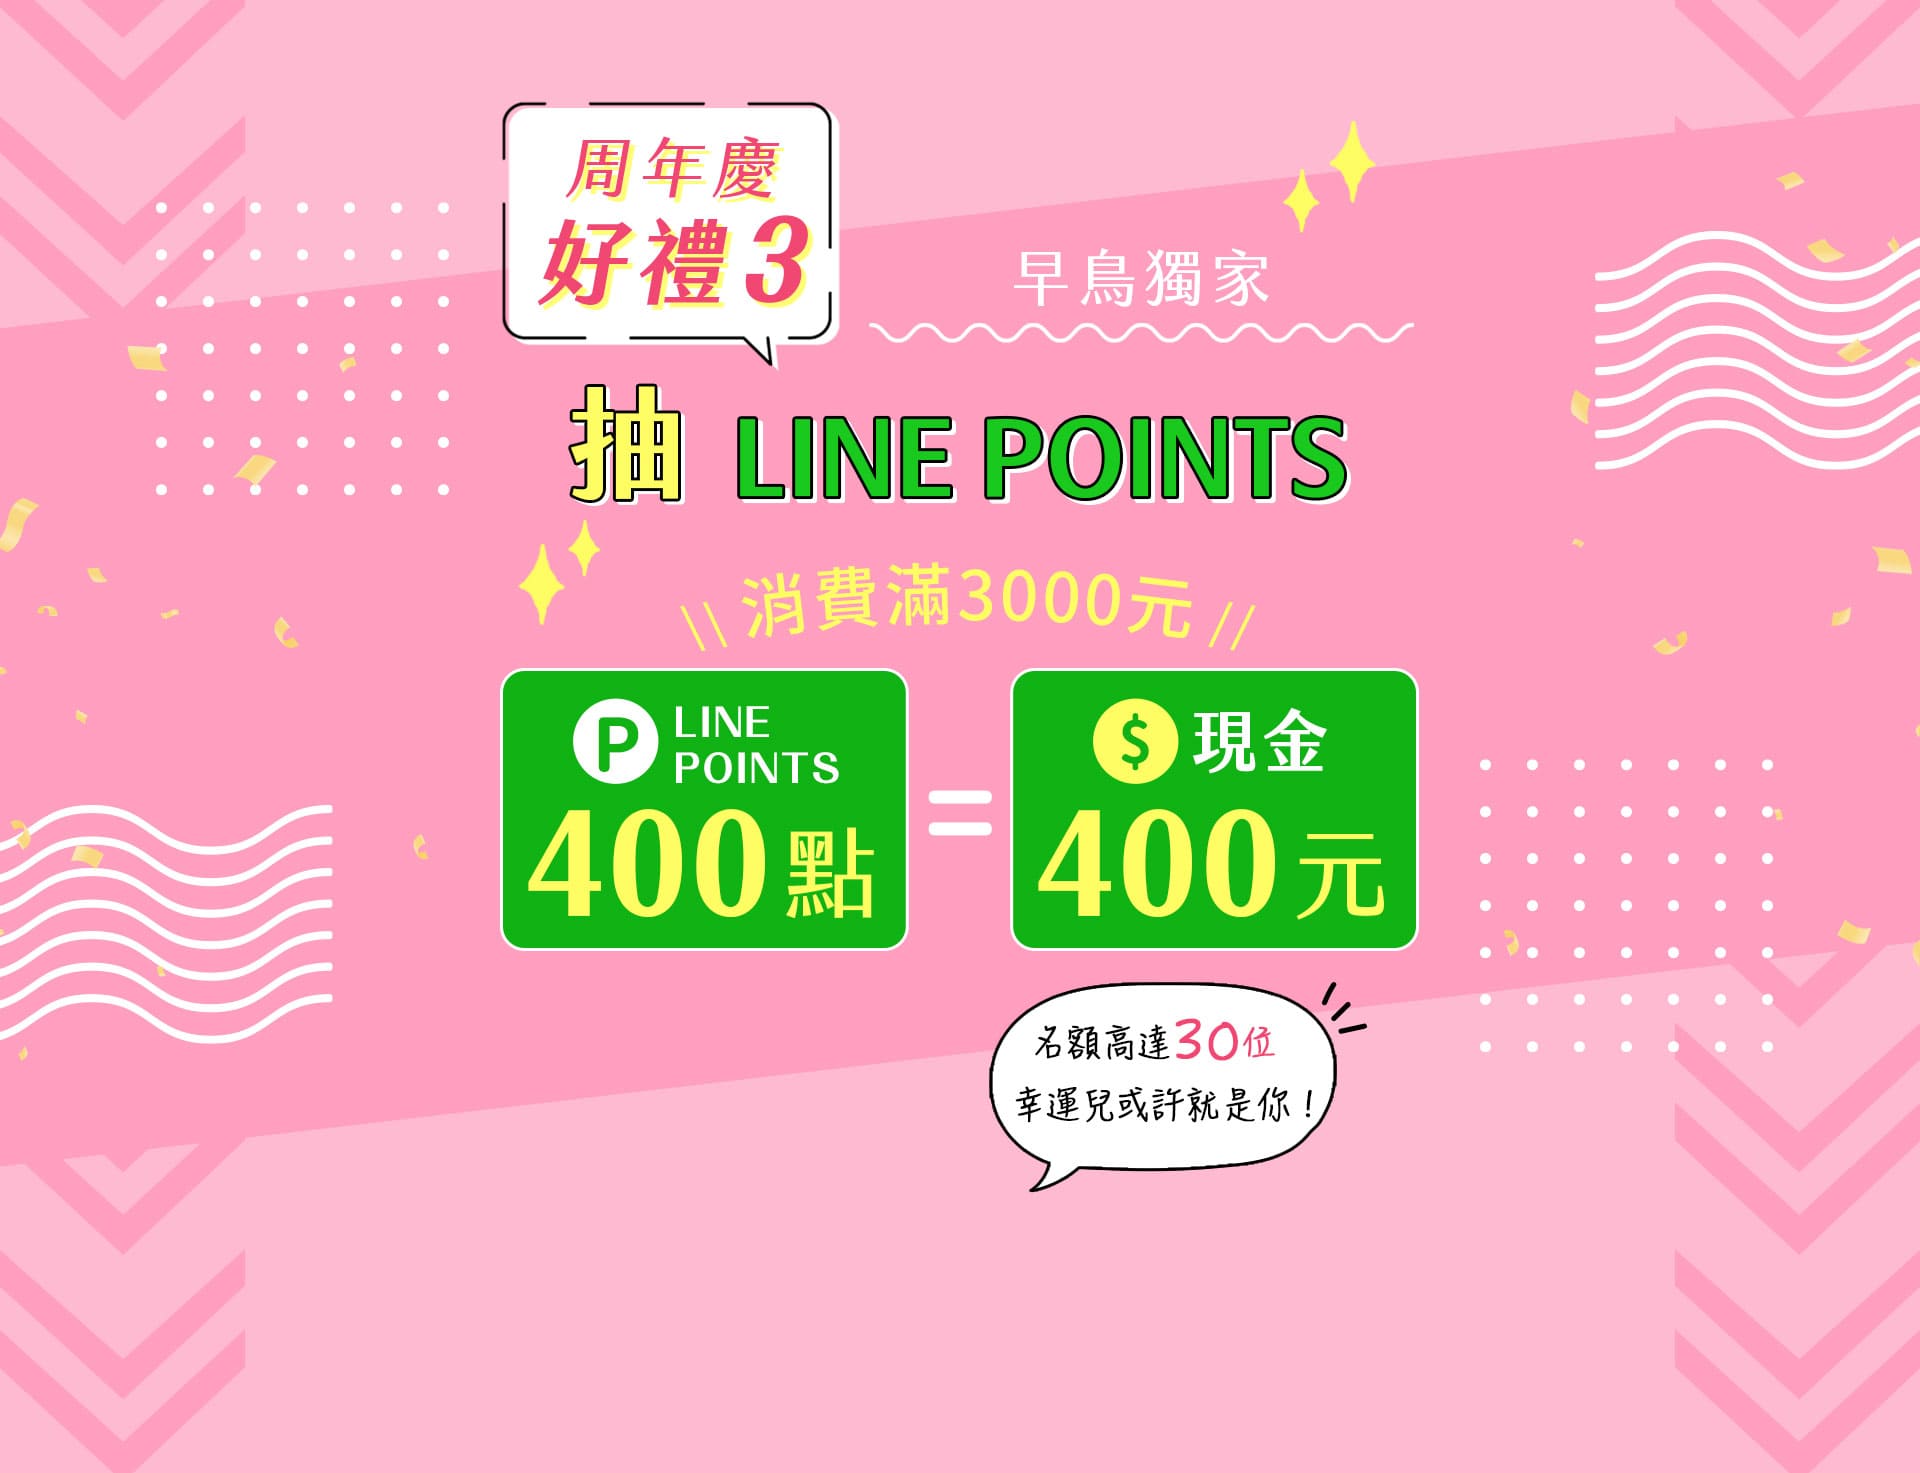 周年慶
好禮3
早鳥獨家
抽 LINE POINTS
\\ 消費滿3000元 //
P LINE
POINTS
400點
=
$ 現金
400元
名額高達30位
幸運兒或許就是你!